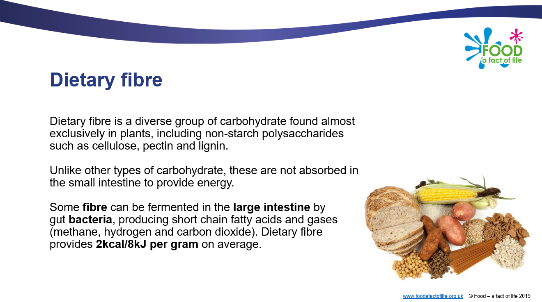 FOOD
a fact of life
Dietary fibre
Dietary fibre is a diverse group of carbohydrate found almost
exclusively in plants, including non-starch polysaccharides
such as cellulose, pectin and lignin.
Unlike other types of carbohydrate, these are not absorbed in
the small intestine to provide energy.
Some fibre can be fermented in the large intestine by
gut bacteria, producing short chain fatty acids and gases
(methane, hydrogen and carbon dioxide). Dietary fibre
provides 2kcal/8kJ per gram on average.
www.foodafactoflife.org.uk © Food – a fact of life 2019